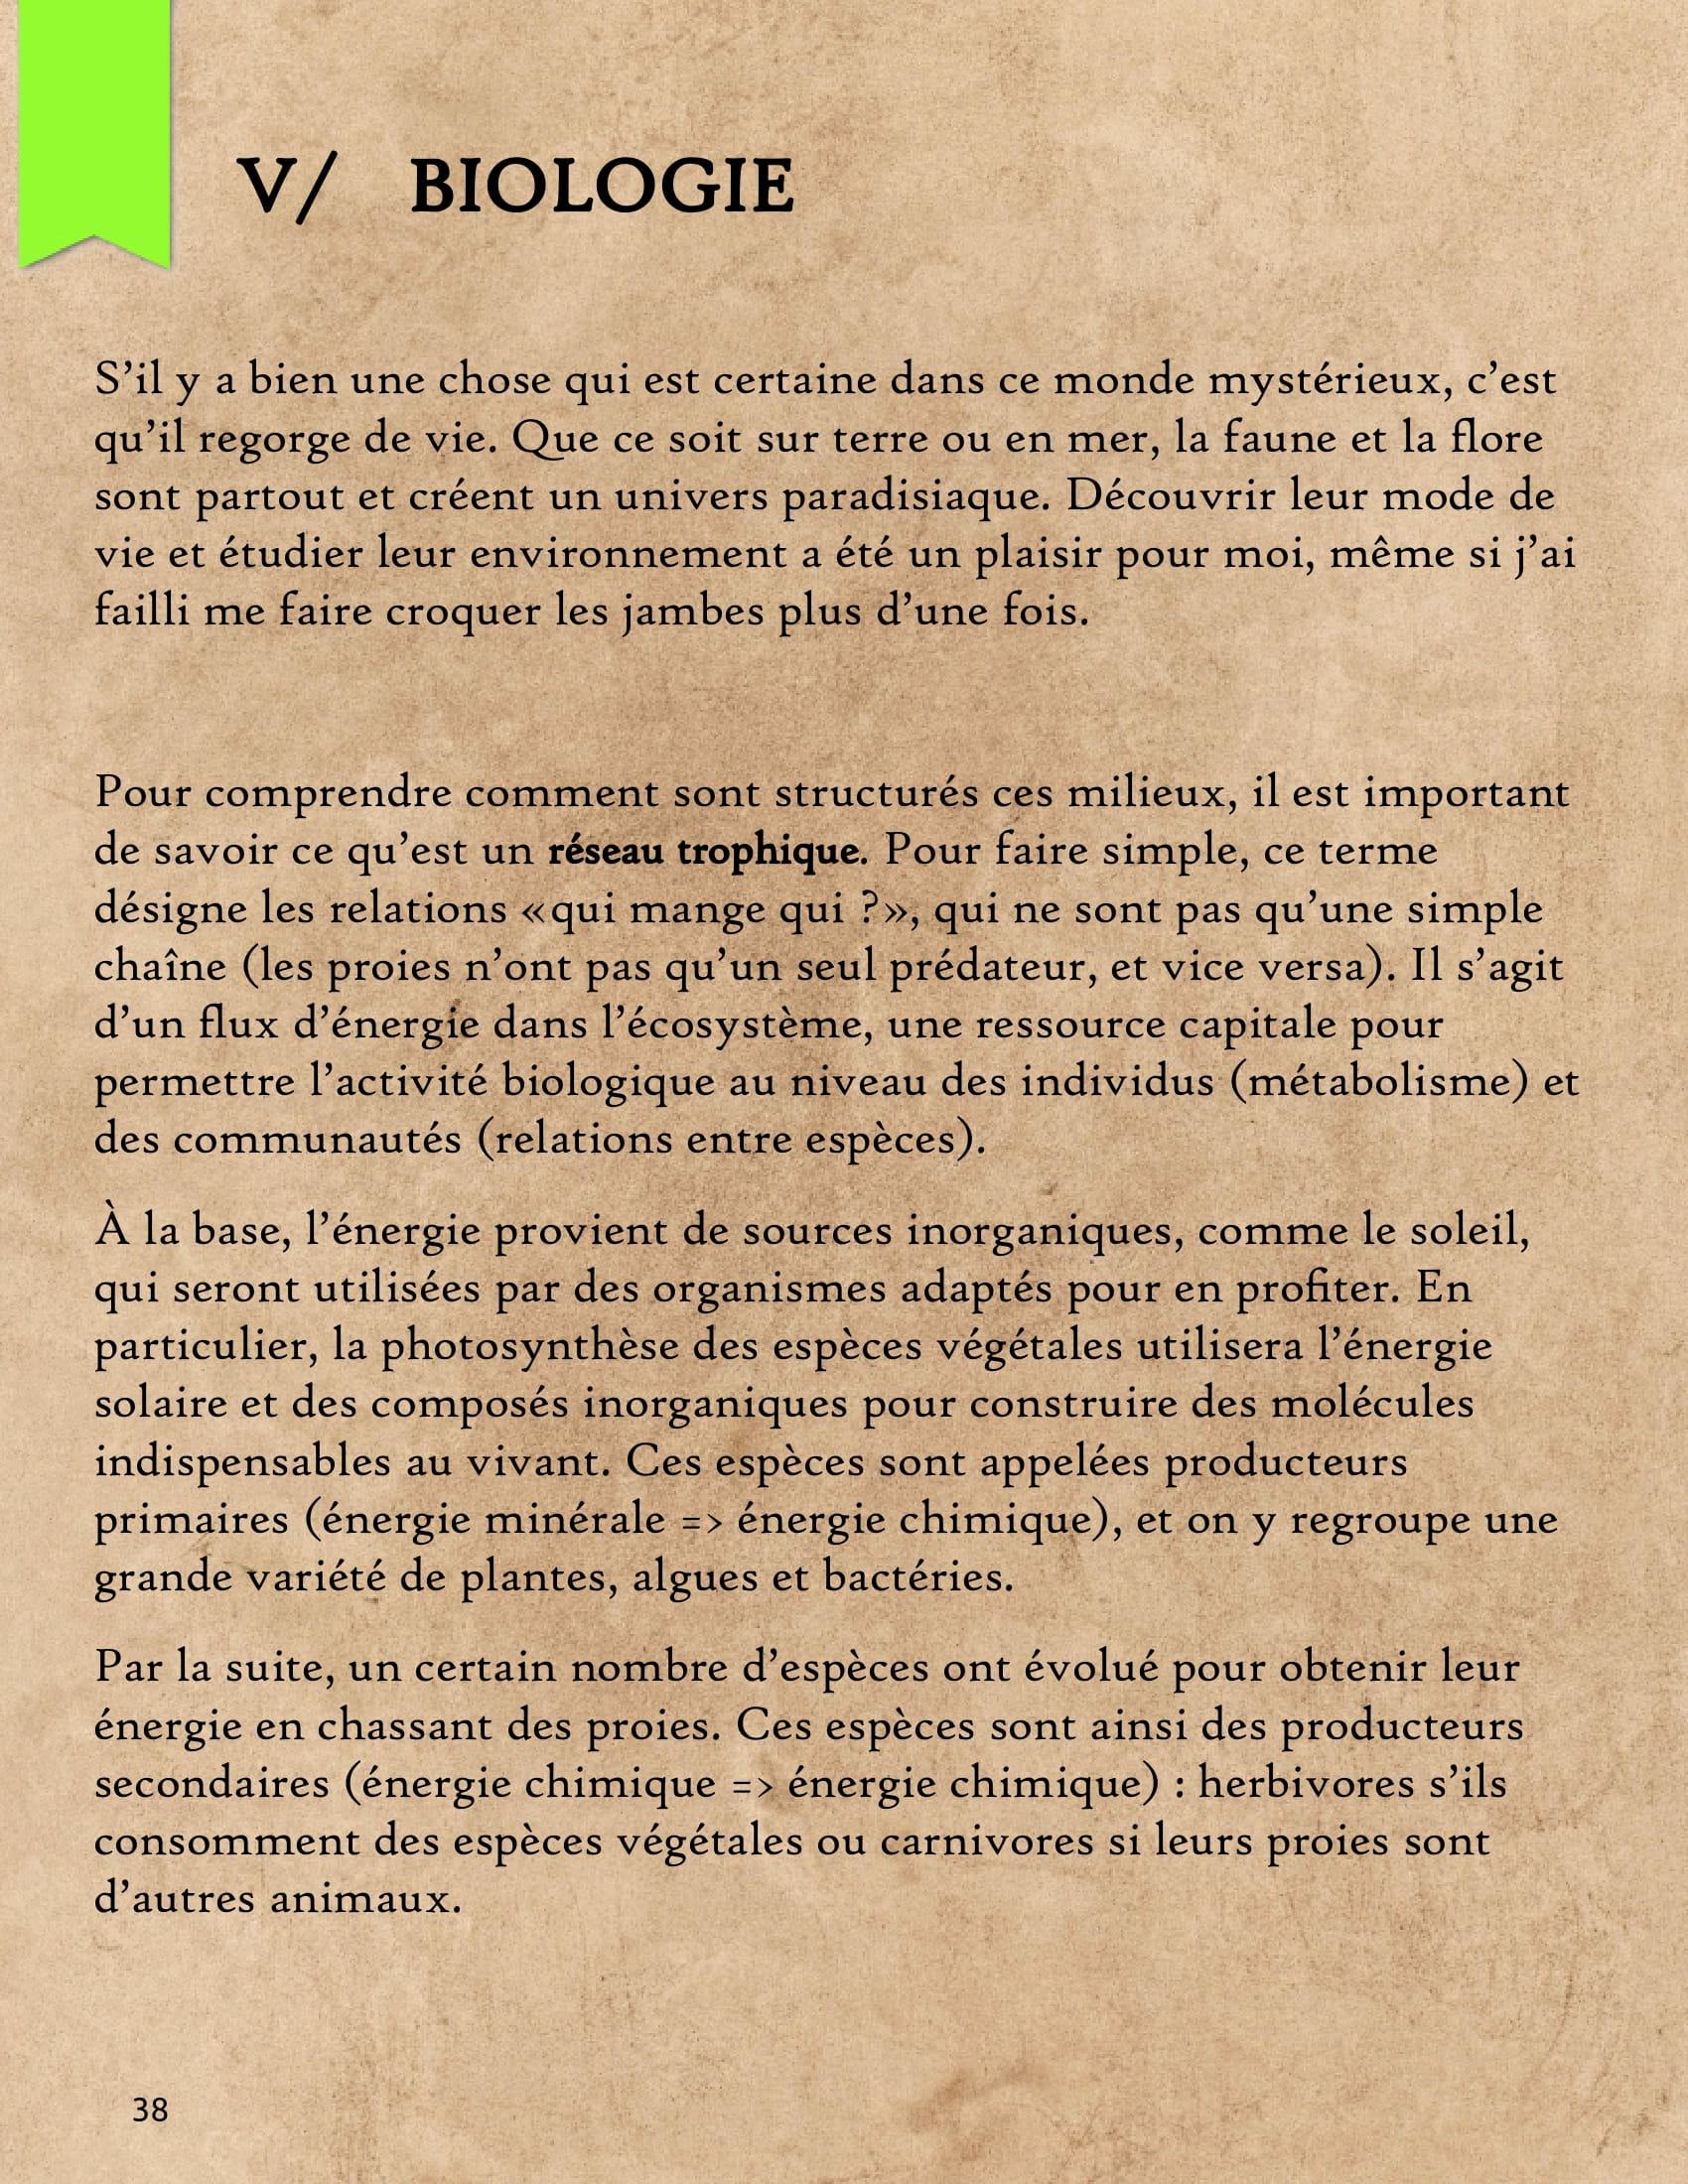 V/ BIOLOGIE
S’il y a bien une chose qui est certaine dans ce monde mystérieux, c’est
qu’il regorge de vie. Que ce soit sur terre ou en mer, la faune et la flore
sont partout et créent un univers paradisiaque. Découvrir leur mode de
vie et étudier leur environnement a été un plaisir pour moi, même si j’ai
failli me faire croquer les jambes plus d’une fois.
Pour comprendre comment sont structurés ces milieux, il est important
de savoir ce qu’est un réseau trophique. Pour faire simple, ce terme
désigne les relations «qui mange qui ?», qui ne sont pas qu’une simple
chaîne (les proies n’ont pas qu’un seul prédateur, et vice versa). Il s’agit
d’un flux d’énergie dans l’écosystème, une ressource capitale pour
permettre l’activité biologique au niveau des individus (métabolisme) et
des communautés (relations entre espèces).
À la base, l’énergie provient de sources inorganiques, comme le soleil,
qui seront utilisées par des organismes adaptés pour en profiter. En
particulier, la photosynthèse des espèces végétales utilisera l’énergie
solaire et des composés inorganiques pour construire des molécules
indispensables au vivant. Ces espèces sont appelées producteurs
primaires (énergie minérale => énergie chimique), et on y regroupe une
grande variété de plantes, algues et bactéries.
Par la suite, un certain nombre d’espèces ont évolué pour obtenir leur
énergie en chassant des proies. Ces espèces sont ainsi des producteurs
secondaires (énergie chimique => énergie chimique) : herbivores s’ils
consomment des espèces végétales ou carnivores si leurs proies sont
d’autres animaux.
38